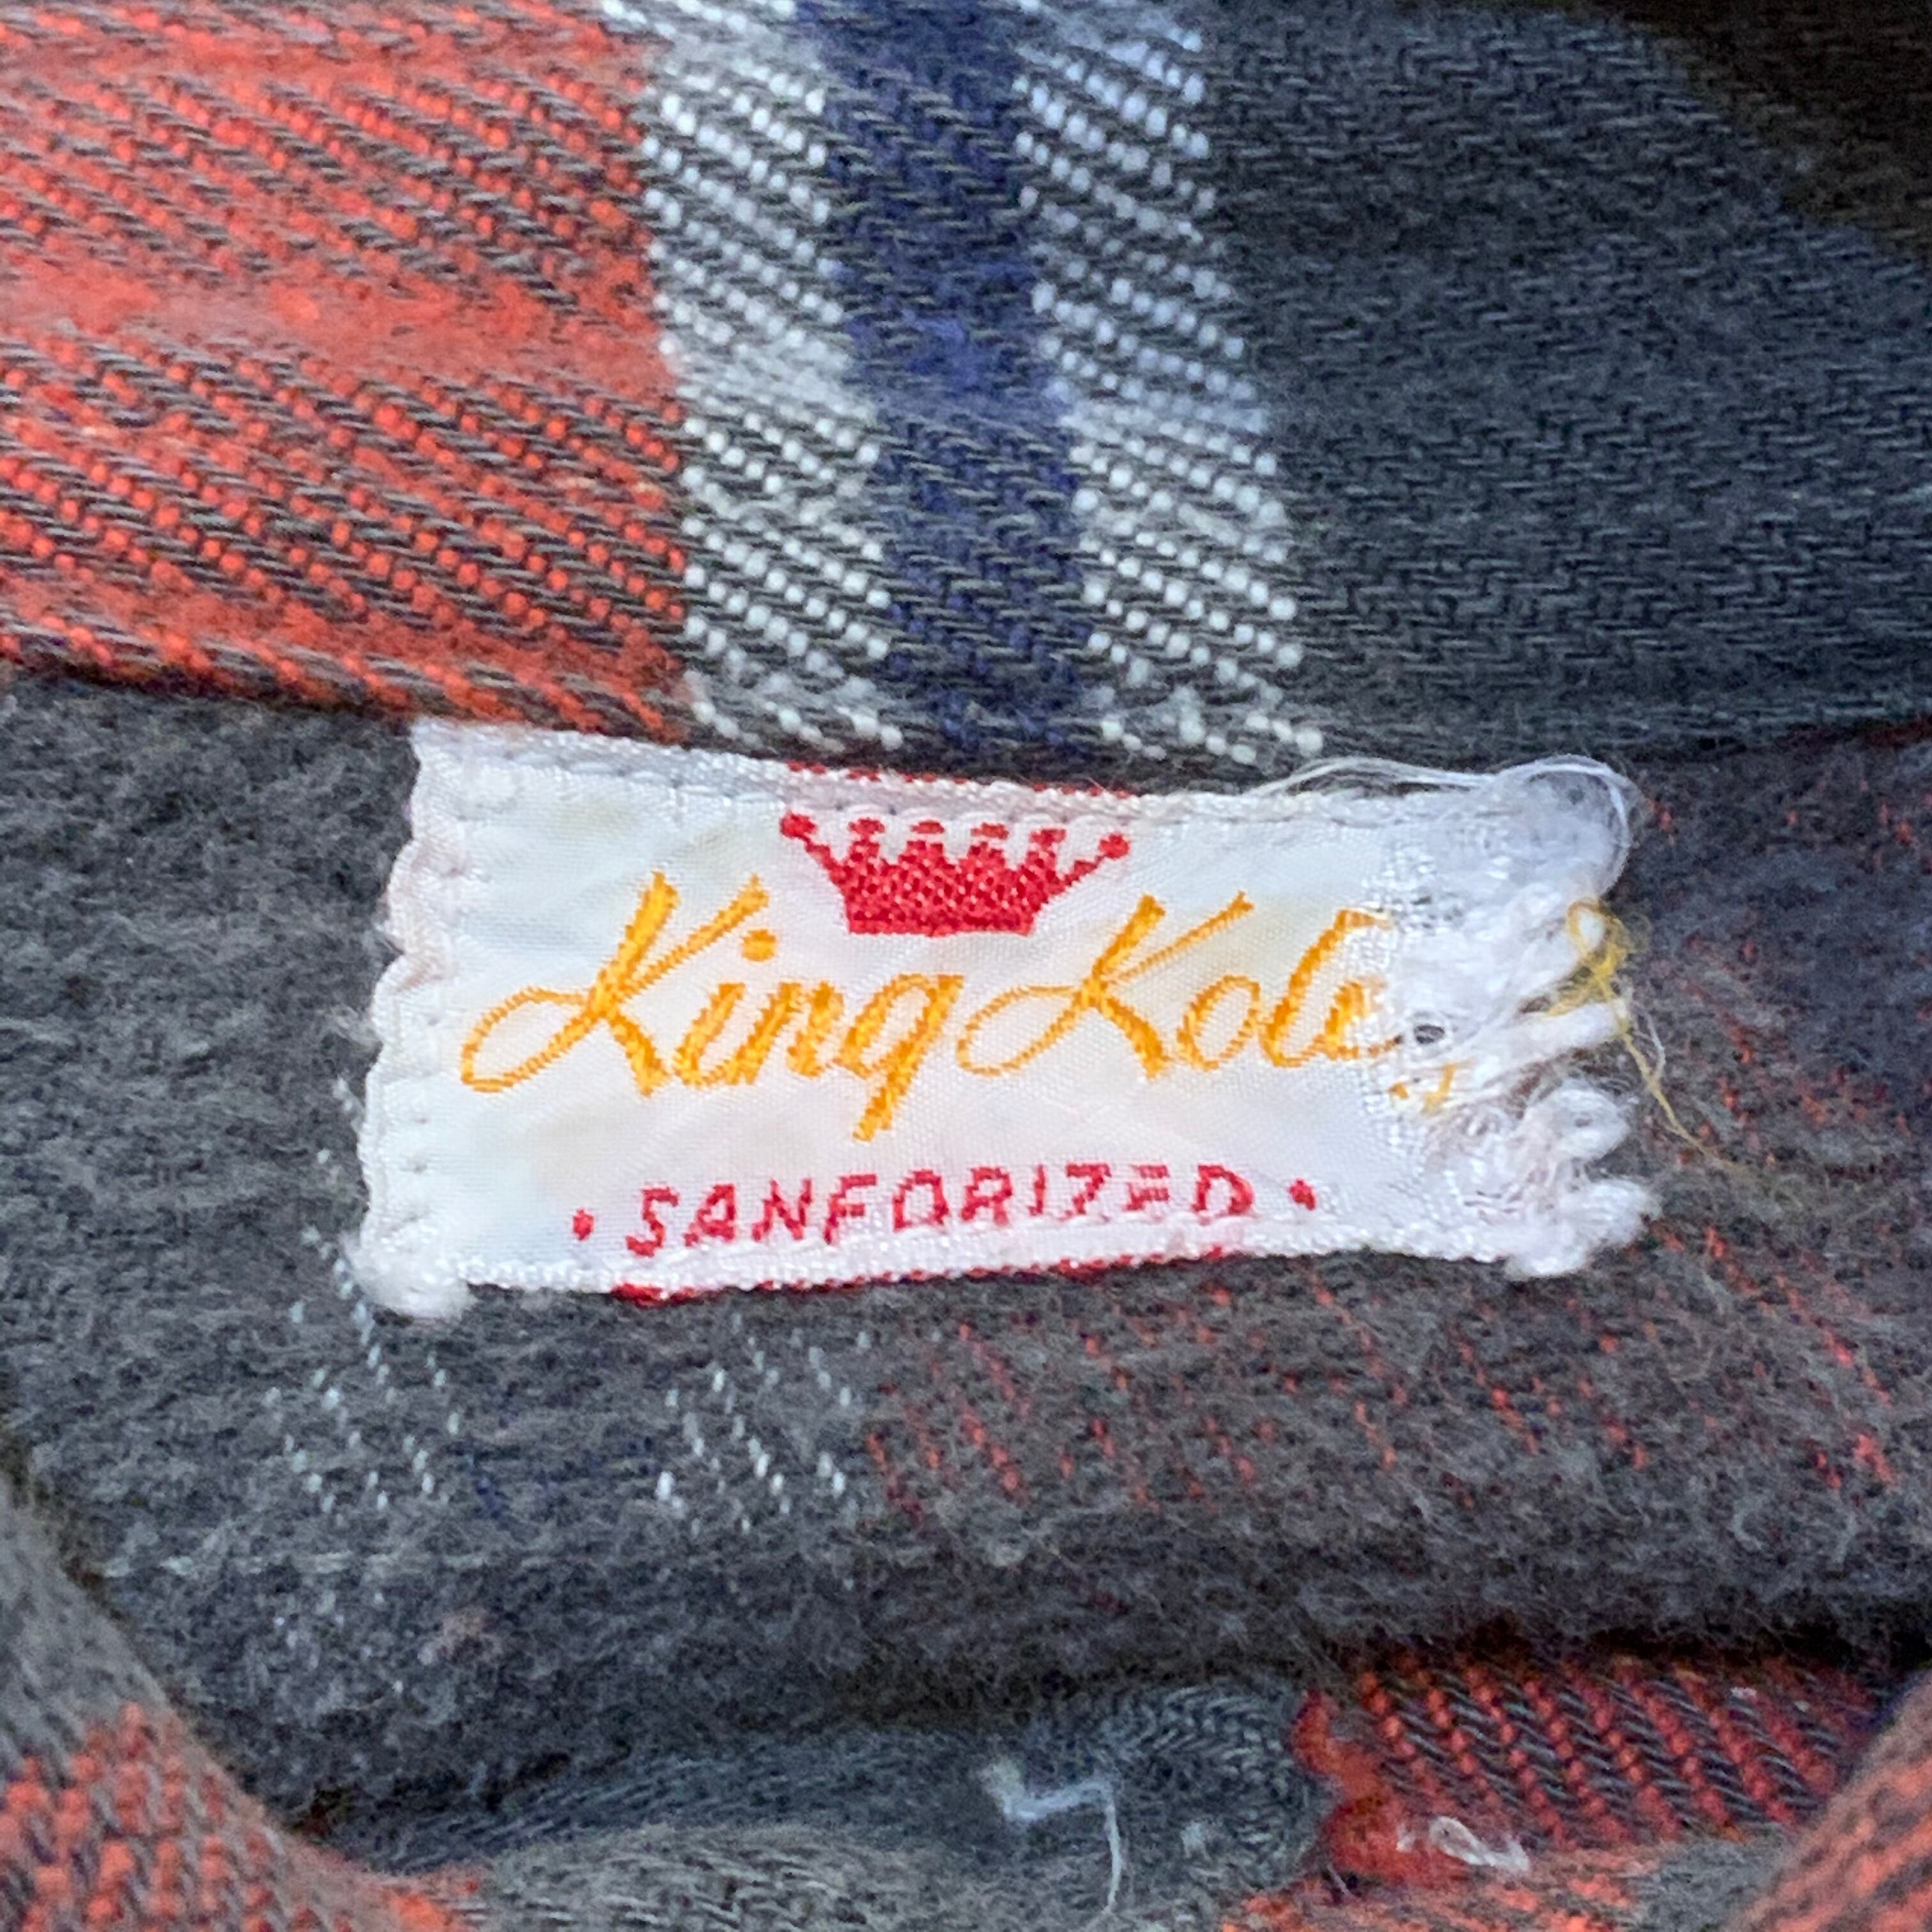 King Kole
• SANFORIZED •